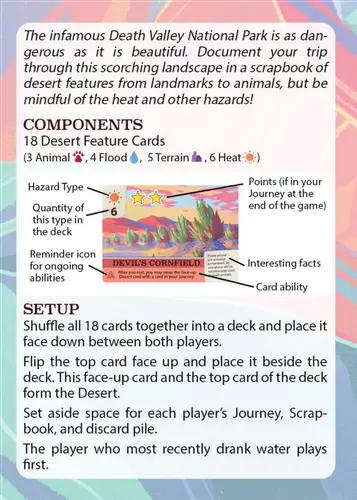 The infamous Death Valley National Park is as dan-
gerous as it is beautiful. Document your trip
through this scorching landscape in a scrapbook of
desert features from landmarks to animals, but be
mindful of the heat and other hazards!
COMPONENTS
18 Desert Feature Cards
(3 Animal, 4 Flood, 5 Terrain, 6 Heat)
Hazard Type
Quantity of
this type in
the deck
Reminder icon
for ongoing
abilities
6
DEVIL'S CORNFIELD
After you rest, you may swap the face-up
Desert card with a card in your Journey.
Points (if in your
Journey at the
end of the game)
Interesting facts
Card ability
SETUP
Shuffle all 18 cards together into a deck and place it
face down between both players.
Flip the top card face up and place it beside the
deck. This face-up card and the top card of the deck
form the Desert.
Set aside space for each player's Journey, Scrap-
book, and discard pile.
The player who most recently drank water plays
first.